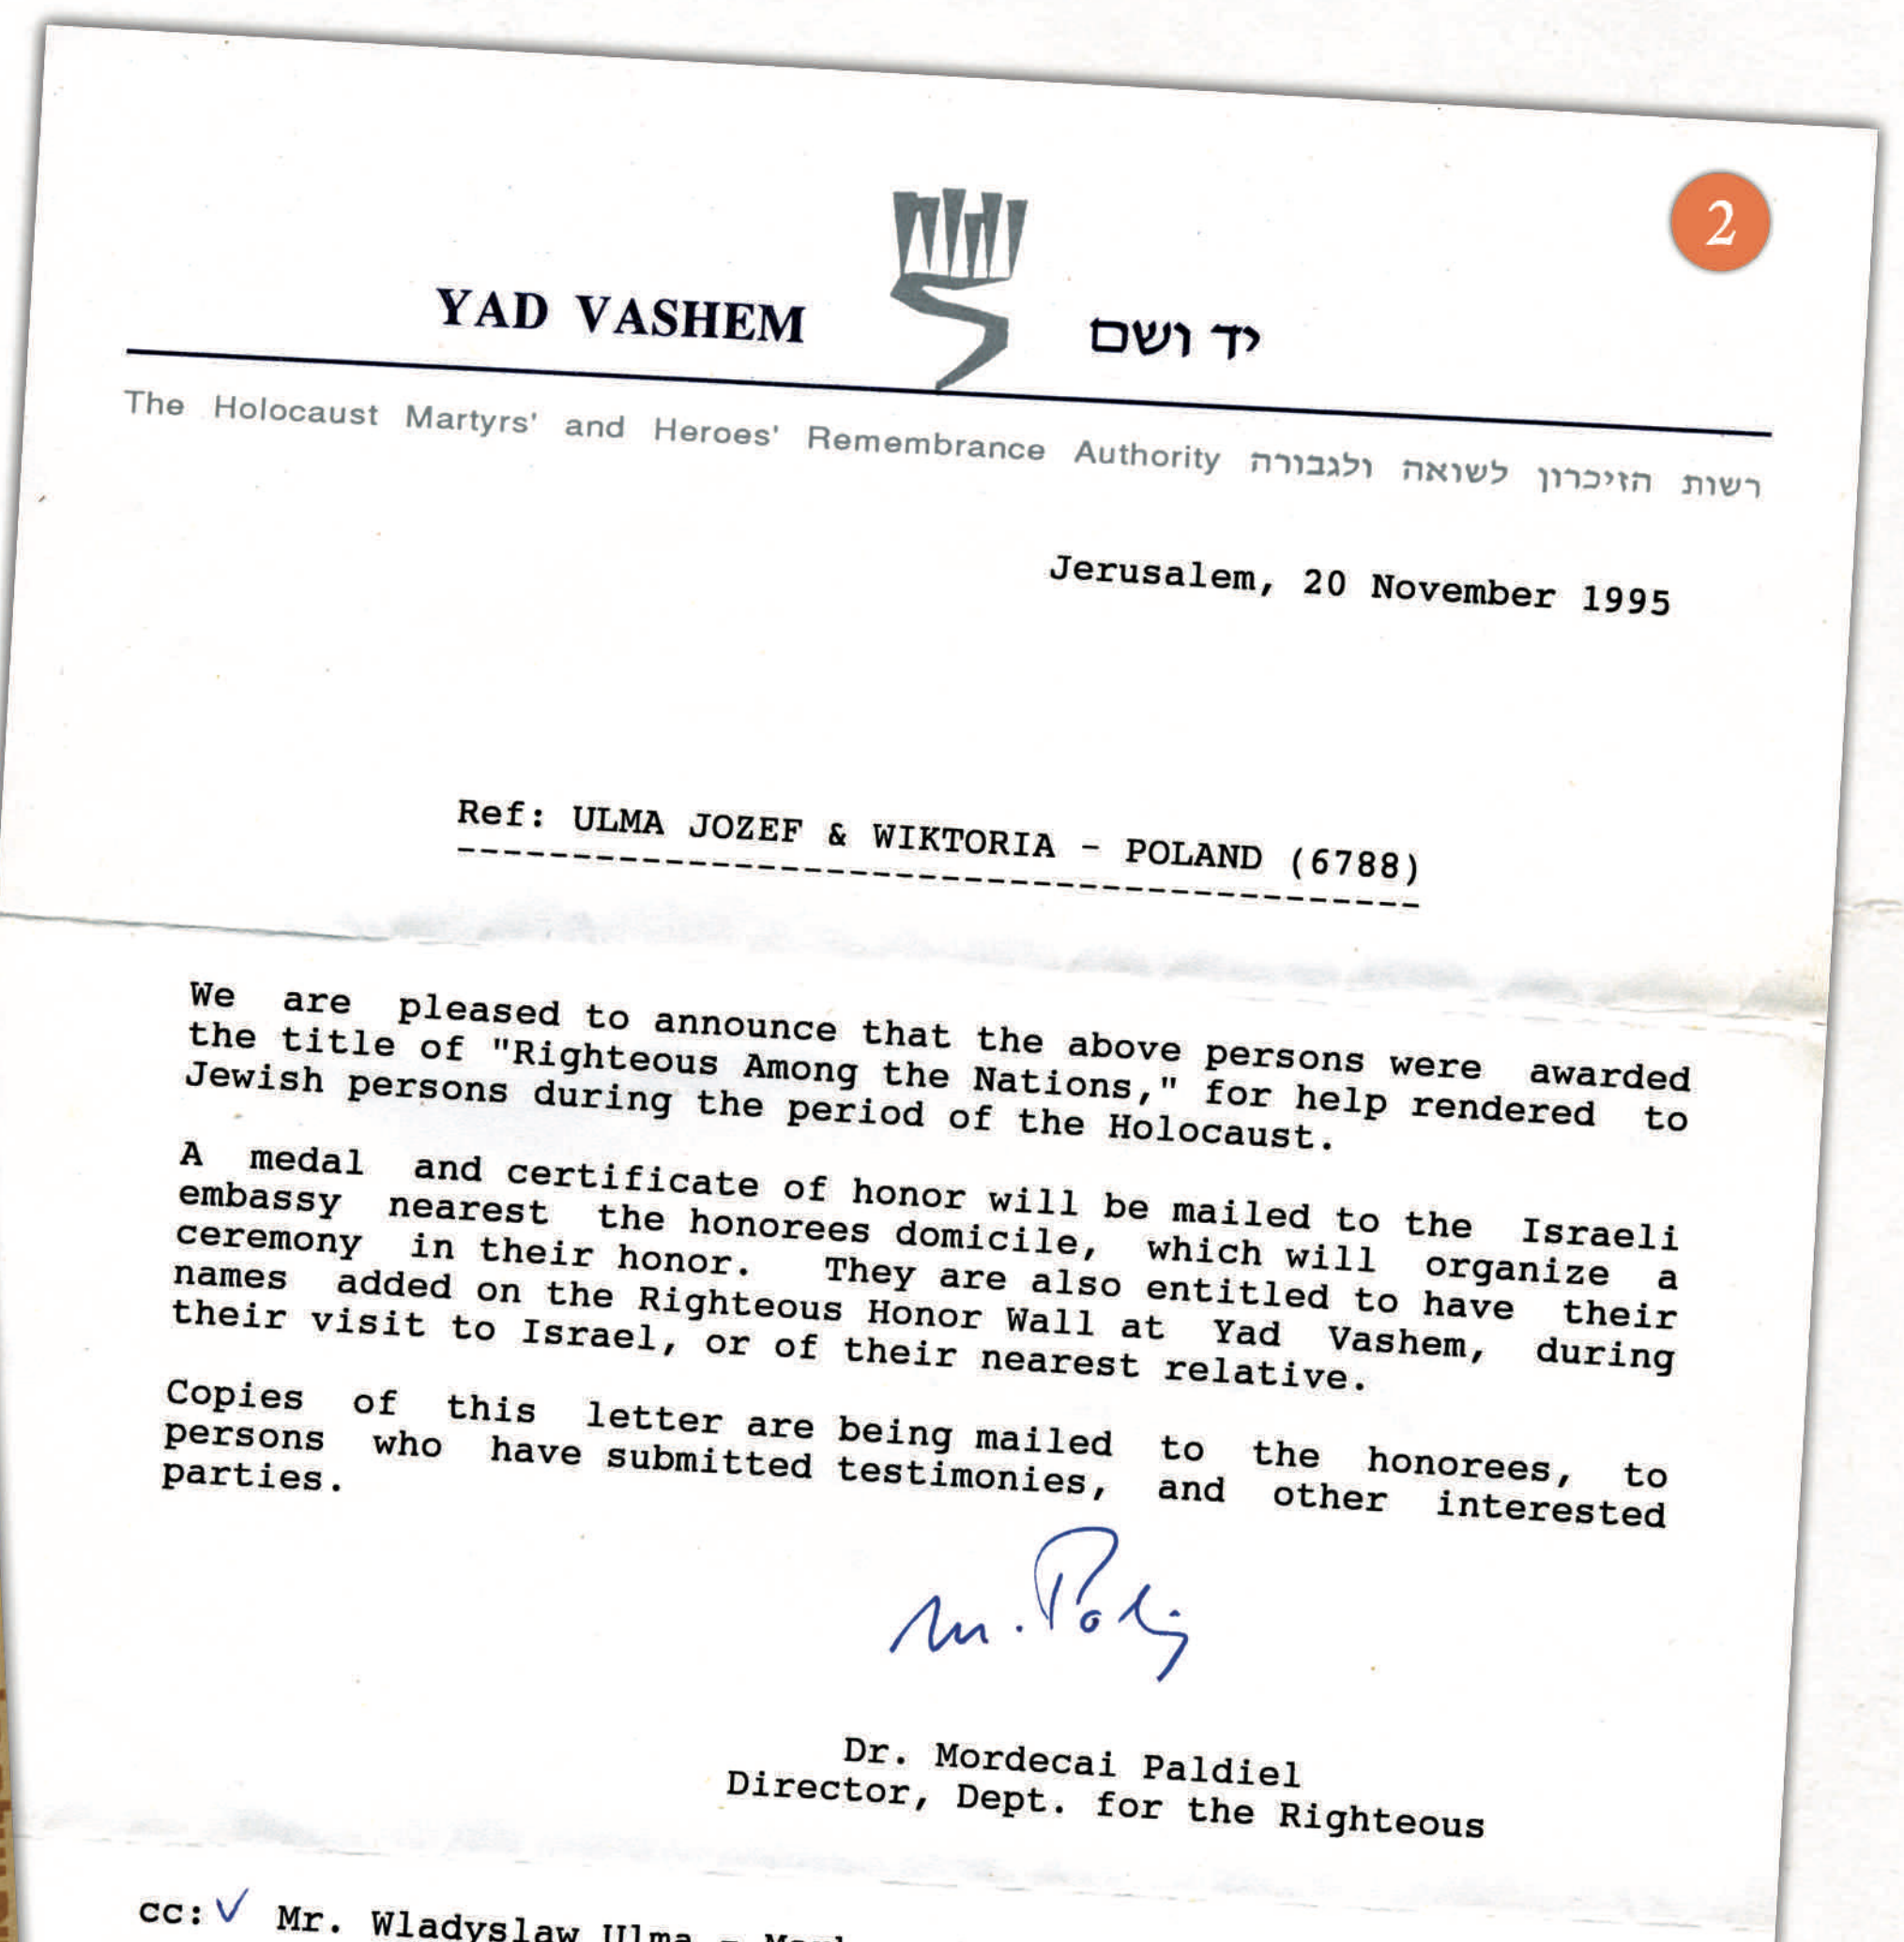 2
YAD VASHEM יד ושם
The Holocaust Martyrs' and Heroes' Remembrance Authority רשות הזיכרון לשואה ולגבורה
Jerusalem, 20 November 1995
Ref: ULMA JOZEF & WIKTORIA - POLAND (6788)
We are pleased to announce that the above persons were awarded
the title of "Righteous Among the Nations," for help rendered to
Jewish persons during the period of the Holocaust.
A medal and certificate of honor will be mailed to the Israeli
embassy nearest the honorees domicile, which will organize a
ceremony in their honor. They are also entitled to have their
names added on the Righteous Honor Wall at Yad Vashem, during
their visit to Israel, or of their nearest relative.
Copies of this letter are being mailed to the honorees, to
persons who have submitted testimonies, and other interested
parties.
Dr. Mordecai Paldiel
Director, Dept. for the Righteous
cc: Mr. Wladyslaw Ulma -